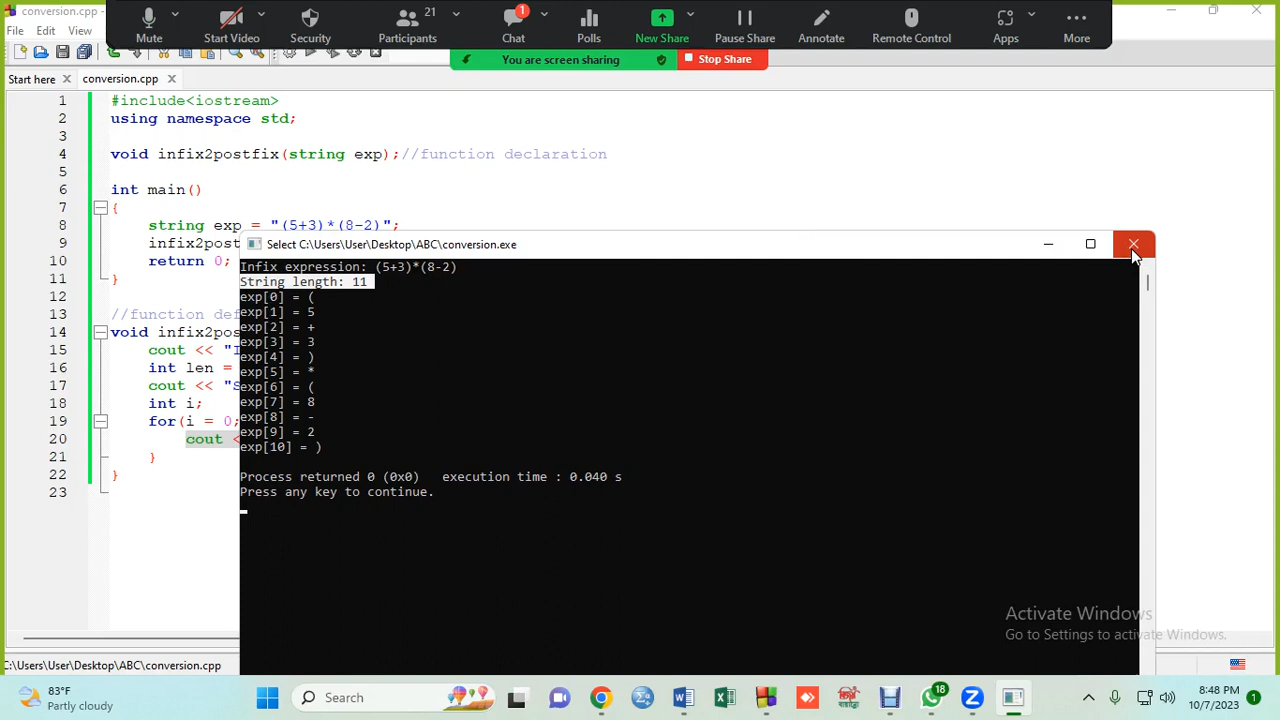 conversion.cpp -
File Edit View
Mute
Start Video
Security
21
Participants
1
Chat
Polls
New Share
Pause Share
Annotate
Remote Control
Apps
More
You are screen sharing
Stop Share
Start here
conversion.cpp
1 #include<iostream>
2 using namespace std;
3
4 void infix2postfix(string exp);//function declaration
5
6 int main()
7 {
8 string exp = "(5+3)*(8-2)";
9 infix2post
10 return 0;
11 }
12
13 //function def
14 void infix2pos
15 cout << "I
16 int len =
17 cout << "S
18 int i;
19 for(i = 0;
20 cout <
21 }
22 }
23
Select C:\Users\User\Desktop\ABC\conversion.exe
Infix expression: (5+3)*(8-2)
String length: 11
exp[0] = (
exp[1] = 5
exp[2] = +
exp[3] = 3
exp[4] = )
exp[5] = *
exp[6] = (
exp[7] = 8
exp[8] = -
exp[9] = 2
exp[10] = )
Process returned 0 (0x0) execution time : 0.040 s
Press any key to continue.
Activate Windows
Go to Settings to activate Windows.
C:\Users\User\Desktop\ABC\conversion.cpp
83°F
Partly cloudy
Search
18
8:48 PM
10/7/2023
1